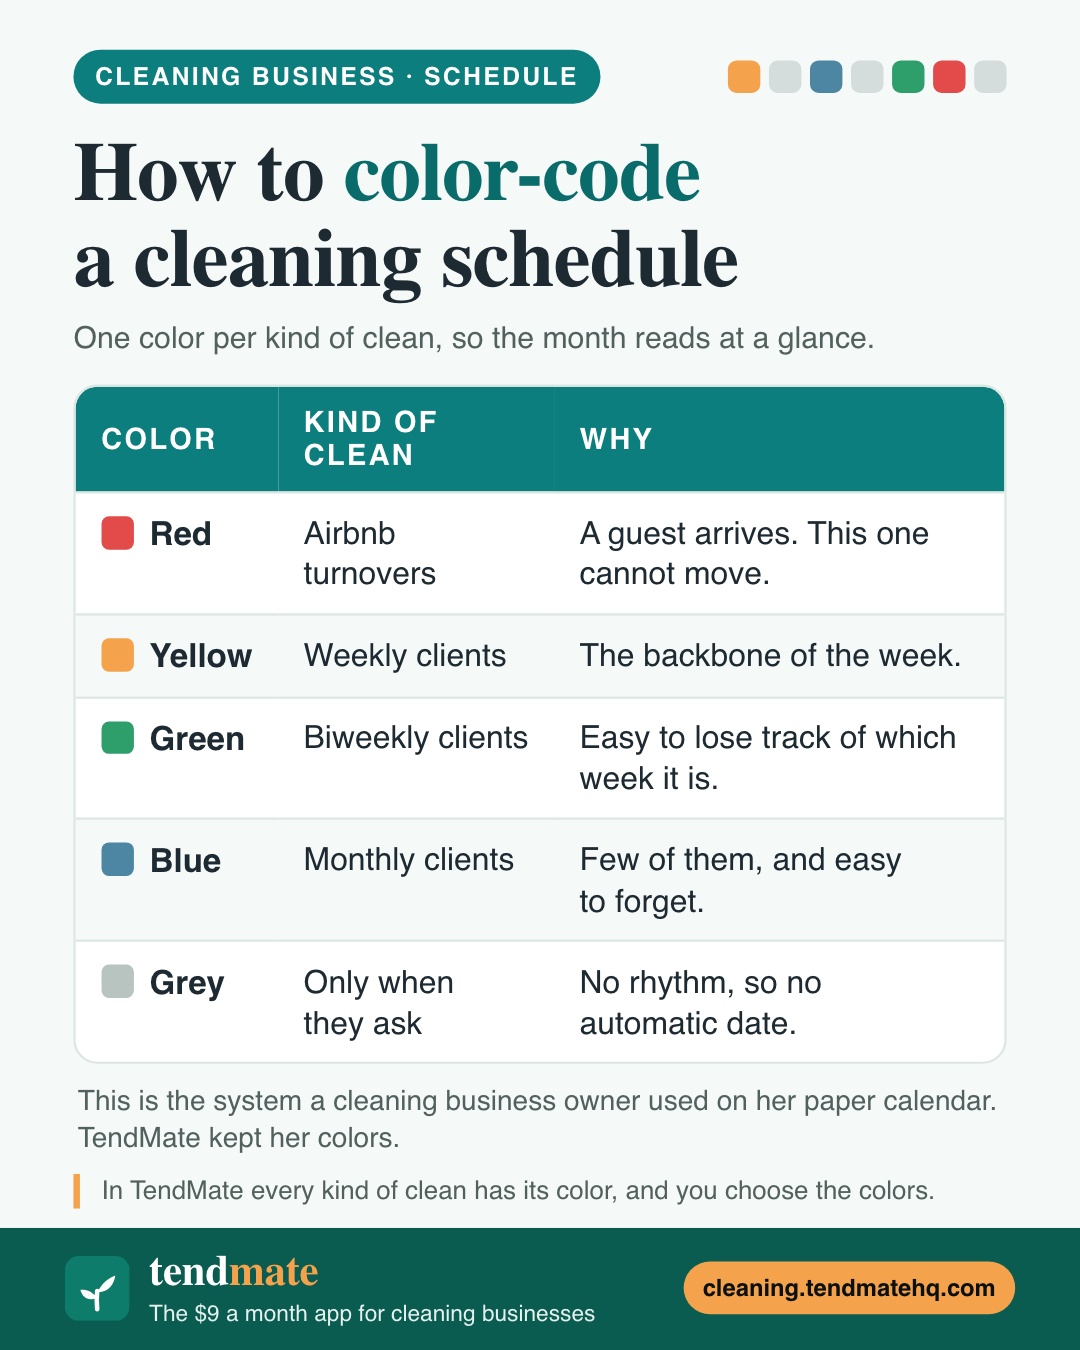 CLEANING BUSINESS · SCHEDULE
How to color-code
a cleaning schedule
One color per kind of clean, so the month reads at a glance.
COLOR
KIND OF
CLEAN
WHY
Red
Airbnb
turnovers
A guest arrives. This one
cannot move.
Yellow
Weekly clients
The backbone of the week.
Green
Biweekly clients
Easy to lose track of which
week it is.
Blue
Monthly clients
Few of them, and easy
to forget.
Grey
Only when
they ask
No rhythm, so no
automatic date.
This is the system a cleaning business owner used on her paper calendar.
TendMate kept her colors.
In TendMate every kind of clean has its color, and you choose the colors.
tendmate
The $9 a month app for cleaning businesses
cleaning.tendmatehq.com